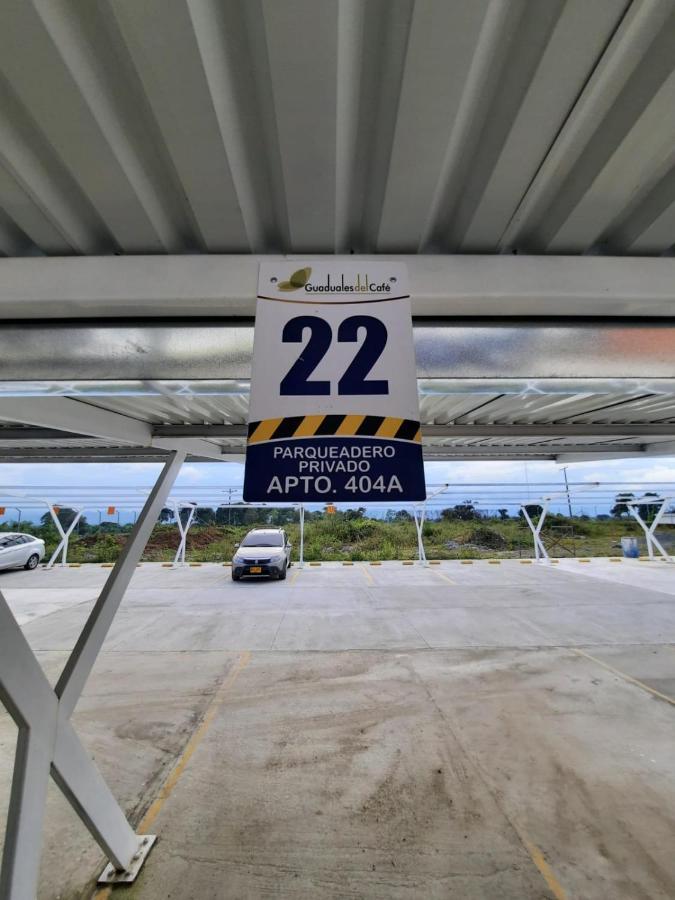 GuadualesdelCafé
22
PARQUEADERO
PRIVADO
APTO. 404A